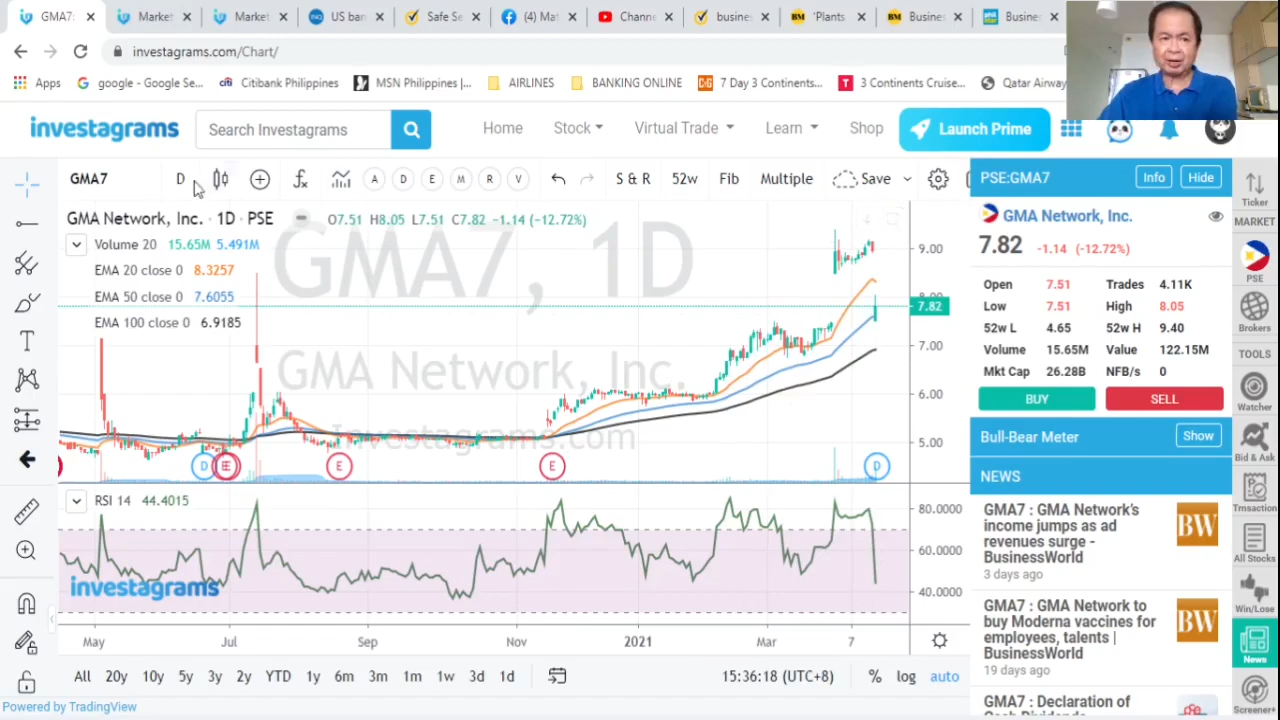 GMA7:
Market
Market
US ban
Safe Se
(4) Mat
Channe
busines
'Plants
Busine
Busines
investagrams.com/Chart/
Apps
google - Google Se...
Citibank Philippines
MSN Philippines |...
AIRLINES
BANKING ONLINE
7 Day 3 Continents...
3 Continents Cruise...
Qatar Airway
investagrams
Search Investagrams
Home
Stock
Virtual Trade
Learn
Shop
Launch Prime
GMA7
D
A
D
E
M
R
V
S & R
52w
Fib
Multiple
Save
GMA Network, Inc. · 1D · PSE
O7.51 H8.05 L7.51 C7.82 −1.14 (−12.72%)
Volume 20 15.65M 5.491M
EMA 20 close 0 8.3257
EMA 50 close 0 7.6055
EMA 100 close 0 6.9185
GMA7, 1D
GMA Network, Inc.
Investagrams.com
9.00
8.00
7.82
7.00
6.00
5.00
D
E
E
E
D
RSI 14 44.4015
80.0000
60.0000
40.0000
investagrams
May
Jul
Sep
Nov
2021
Mar
7
All
20y
10y
5y
3y
2y
YTD
1y
6m
3m
1m
1w
3d
1d
15:36:18 (UTC+8)
%
log
auto
Powered by TradingView
PSE:GMA7
Info
Hide
GMA Network, Inc.
7.82 -1.14 (-12.72%)
Open 7.51 Trades 4.11K
Low 7.51 High 8.05
52w L 4.65 52w H 9.40
Volume 15.65M Value 122.15M
Mkt Cap 26.28B NFB/s 0
BUY
SELL
Bull-Bear Meter
Show
NEWS
GMA7 : GMA Network's
income jumps as ad
revenues surge -
BusinessWorld
3 days ago
BW
GMA7 : GMA Network to
buy Moderna vaccines for
employees, talents |
BusinessWorld
19 days ago
BW
GMA7 : Declaration of
Cash Dividends
Ticker
MARKET
PSE
Brokers
TOOLS
Watcher
Bid & Ask
Trnsaction
All Stocks
Win/Lose
News
Screener+